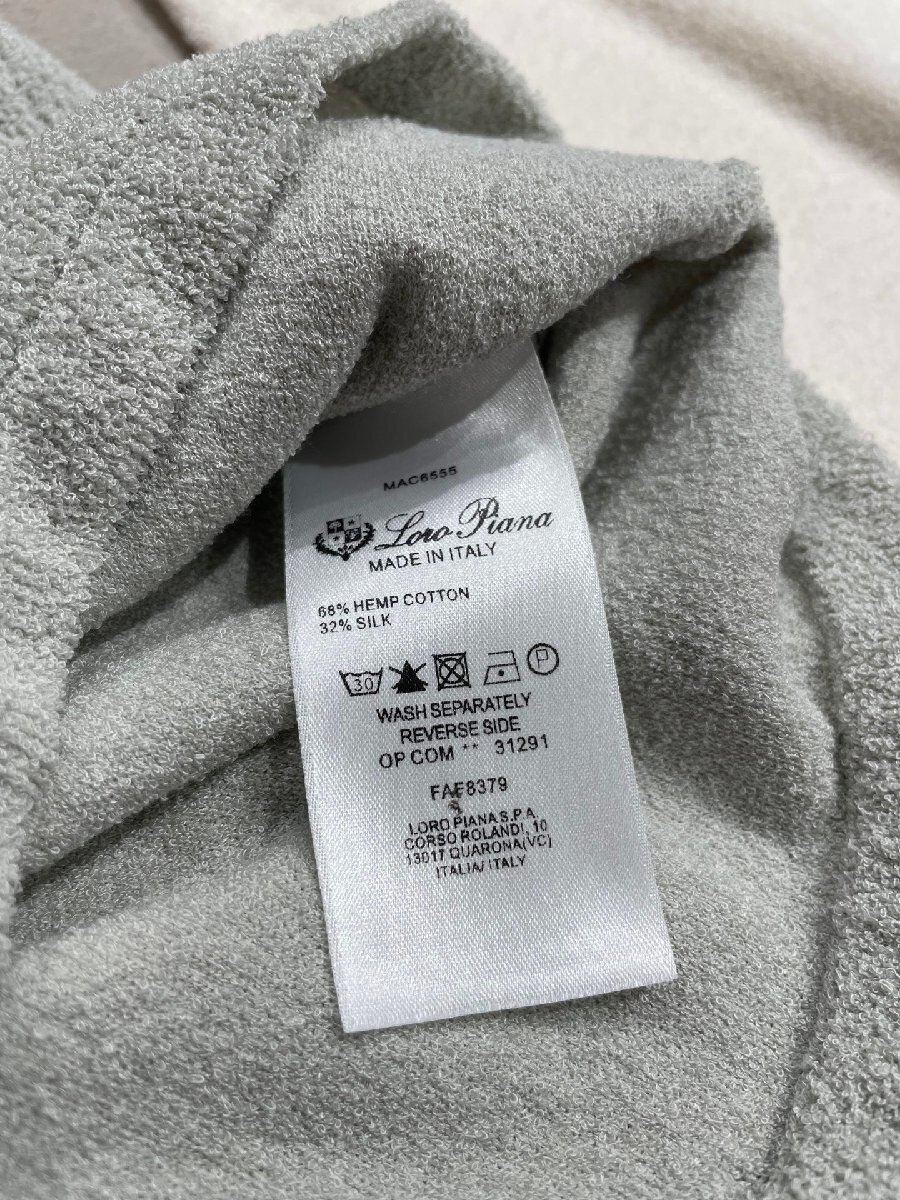 MAC6555
Loro Piana
MADE IN ITALY
68% HEMP COTTON
32% SILK
30 P
WASH SEPARATELY
REVERSE SIDE
OP COM ** 31291
FAF8379
LORO PIANA S.P.A.
CORSO ROLANDI, 10
13017 QUARONA(VC)
ITALIA/ ITALY